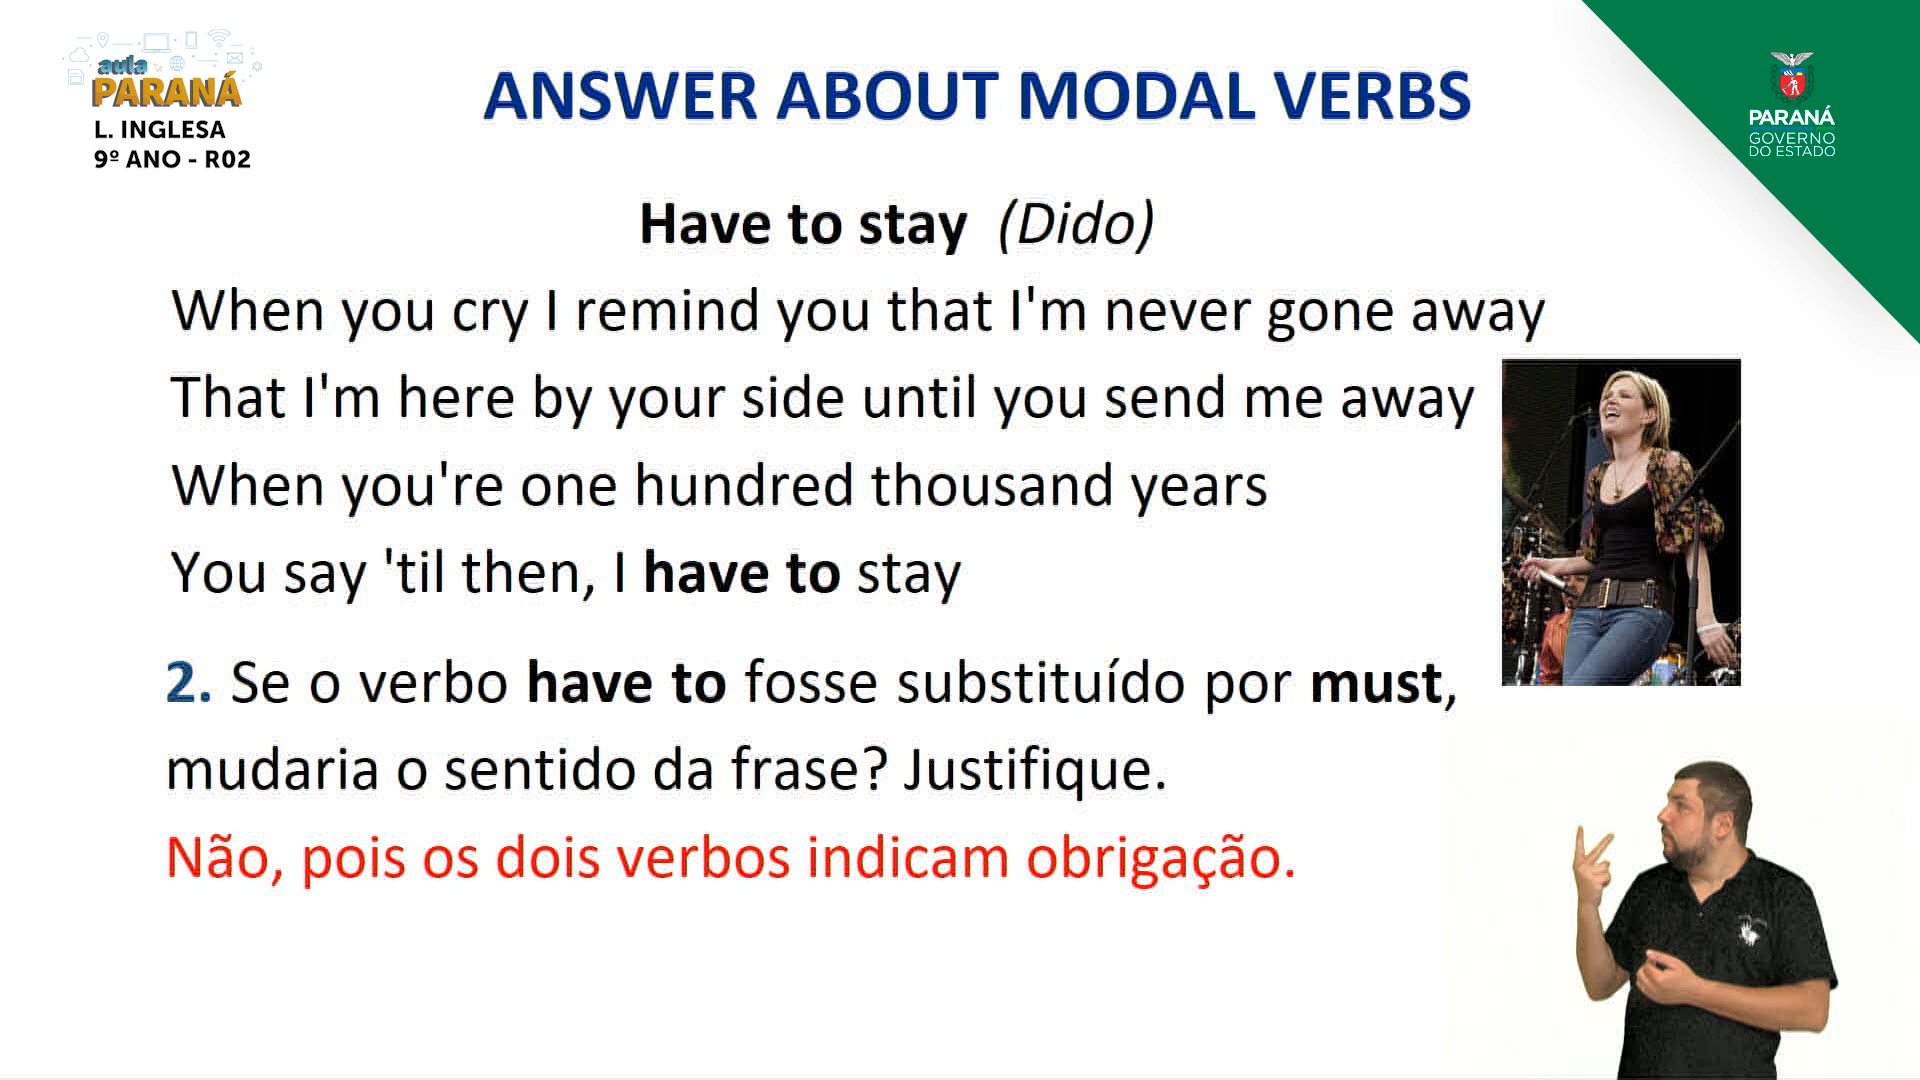 aula
PARANÁ
L. INGLESA
9º ANO - R02
ANSWER ABOUT MODAL VERBS
PARANÁ
GOVERNO
DO ESTADO
Have to stay (Dido)
When you cry I remind you that I'm never gone away
That I'm here by your side until you send me away
When you're one hundred thousand years
You say 'til then, I have to stay
2. Se o verbo have to fosse substituído por must,
mudaria o sentido da frase? Justifique.
Não, pois os dois verbos indicam obrigação.